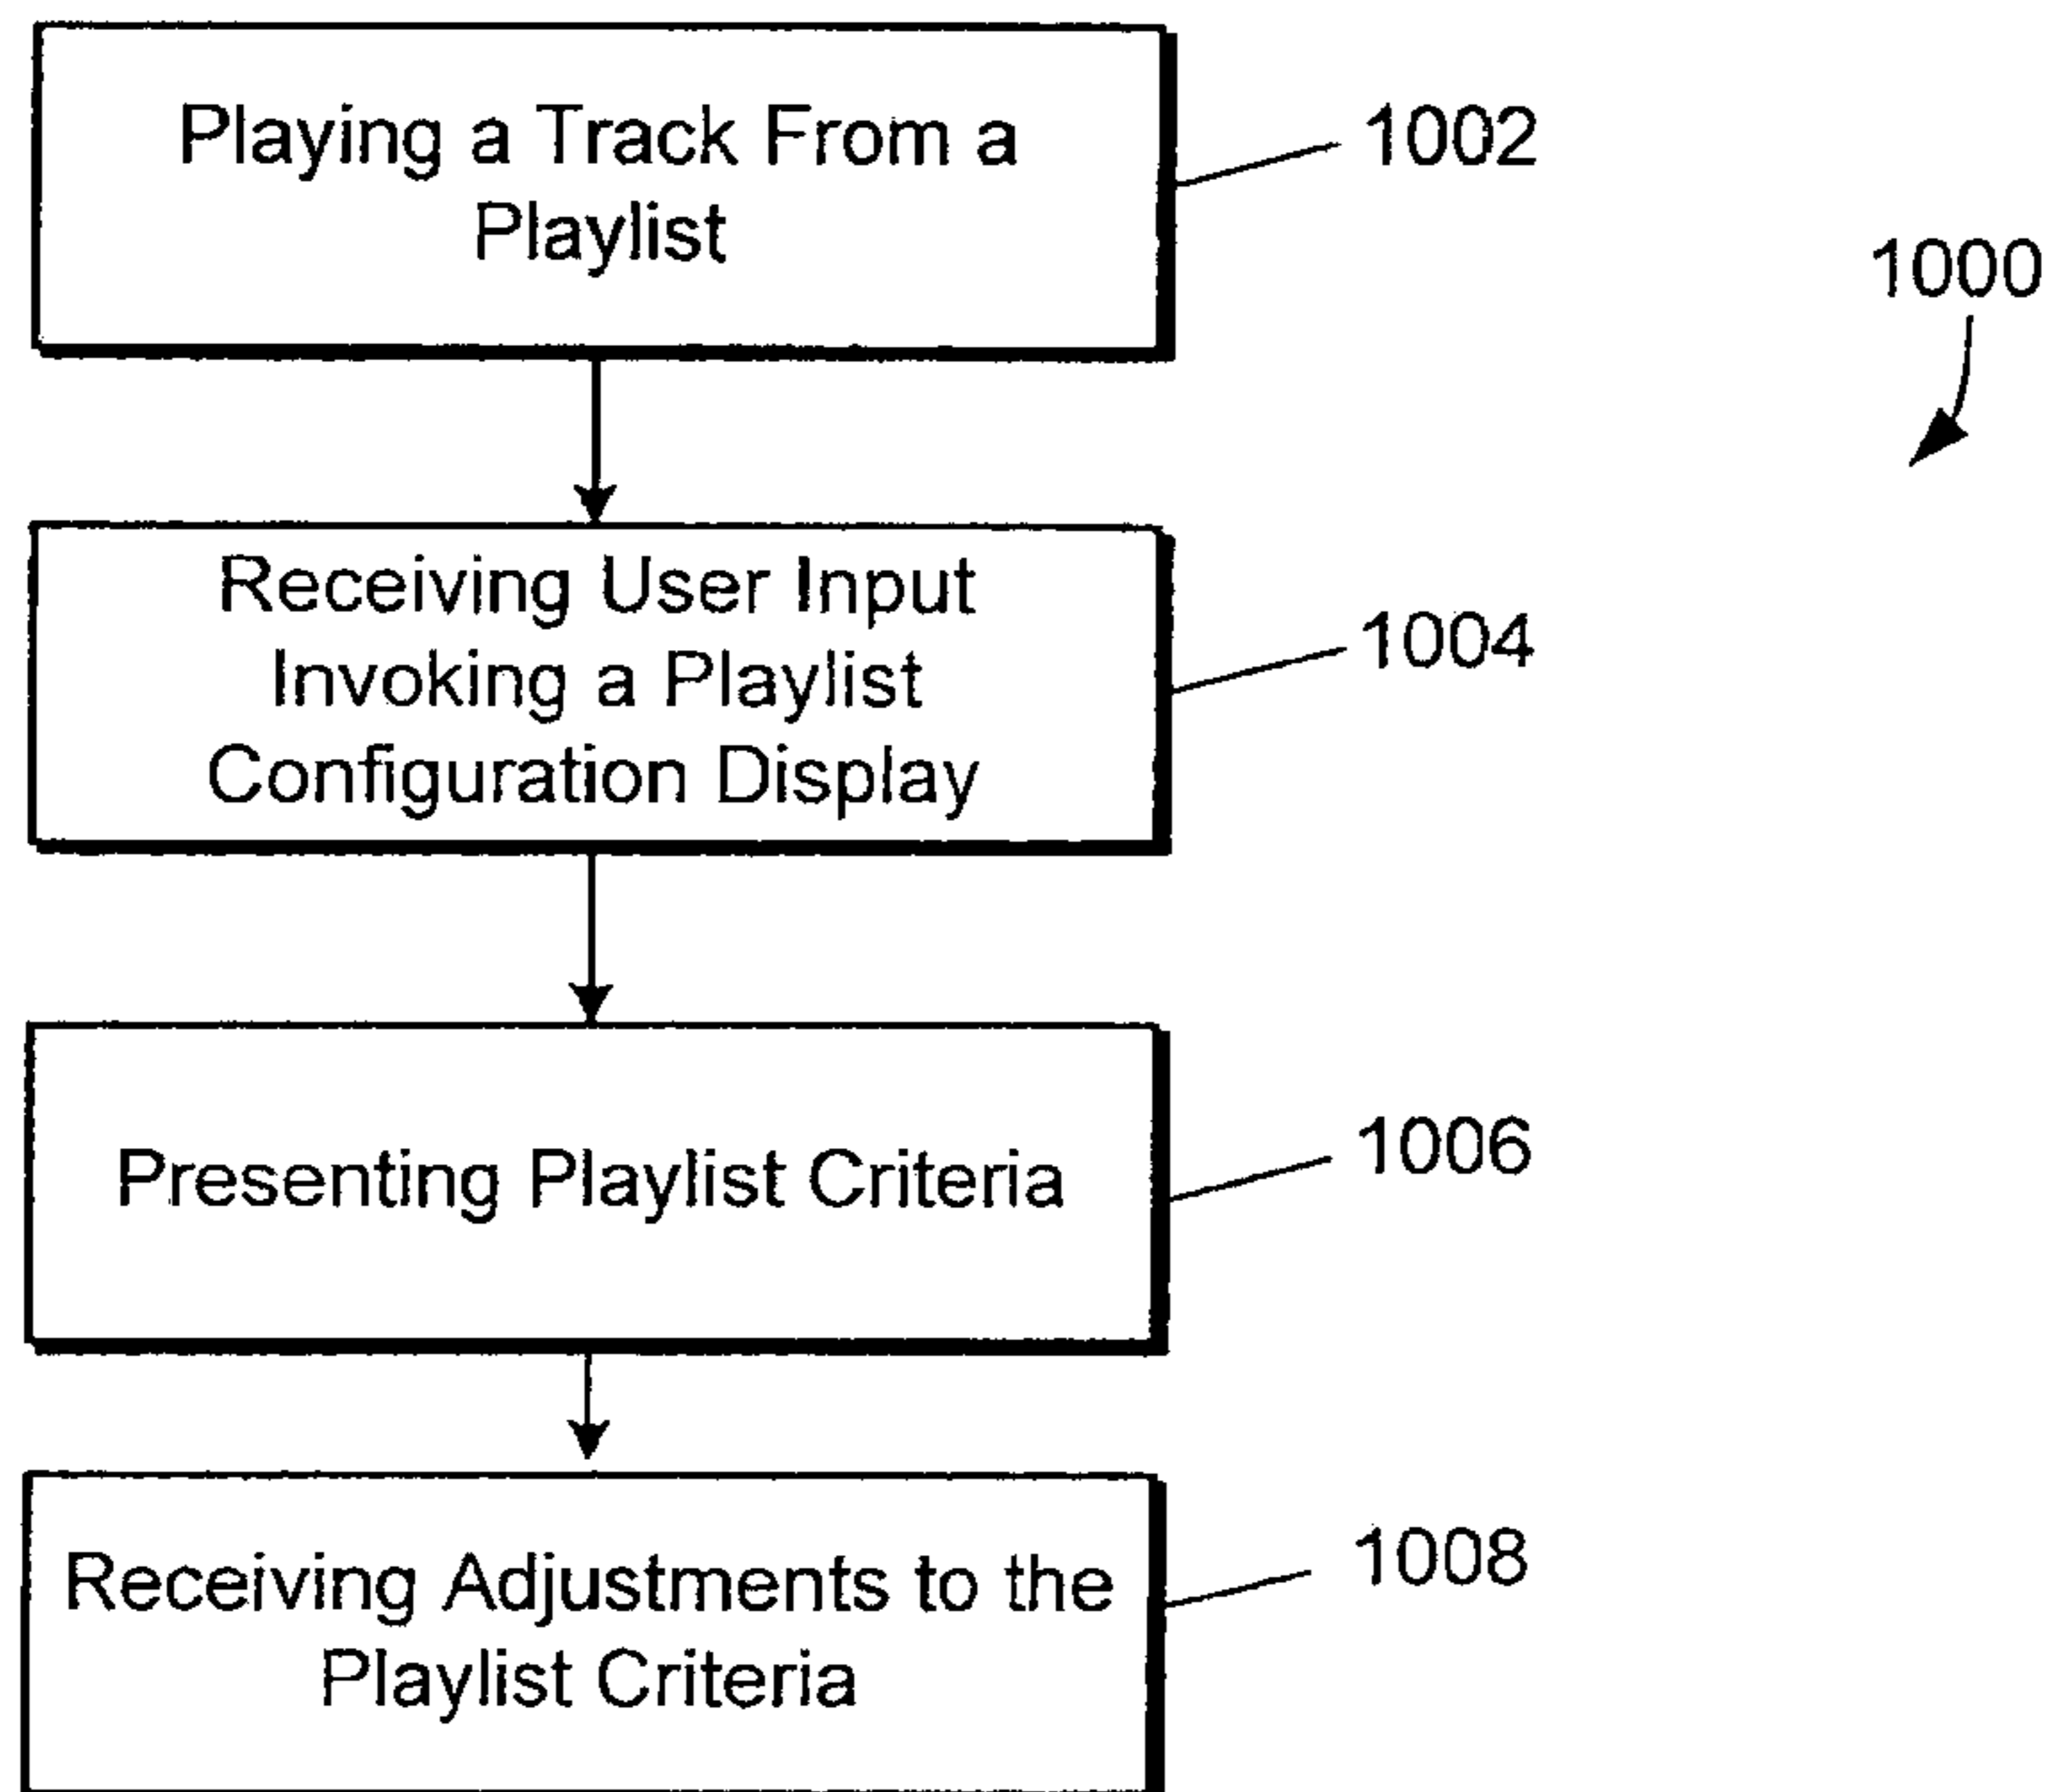 Playing a Track From a
Playlist
1002
1000
Receiving User Input
Invoking a Playlist
Configuration Display
1004
Presenting Playlist Criteria
1006
Receiving Adjustments to the
Playlist Criteria
1008